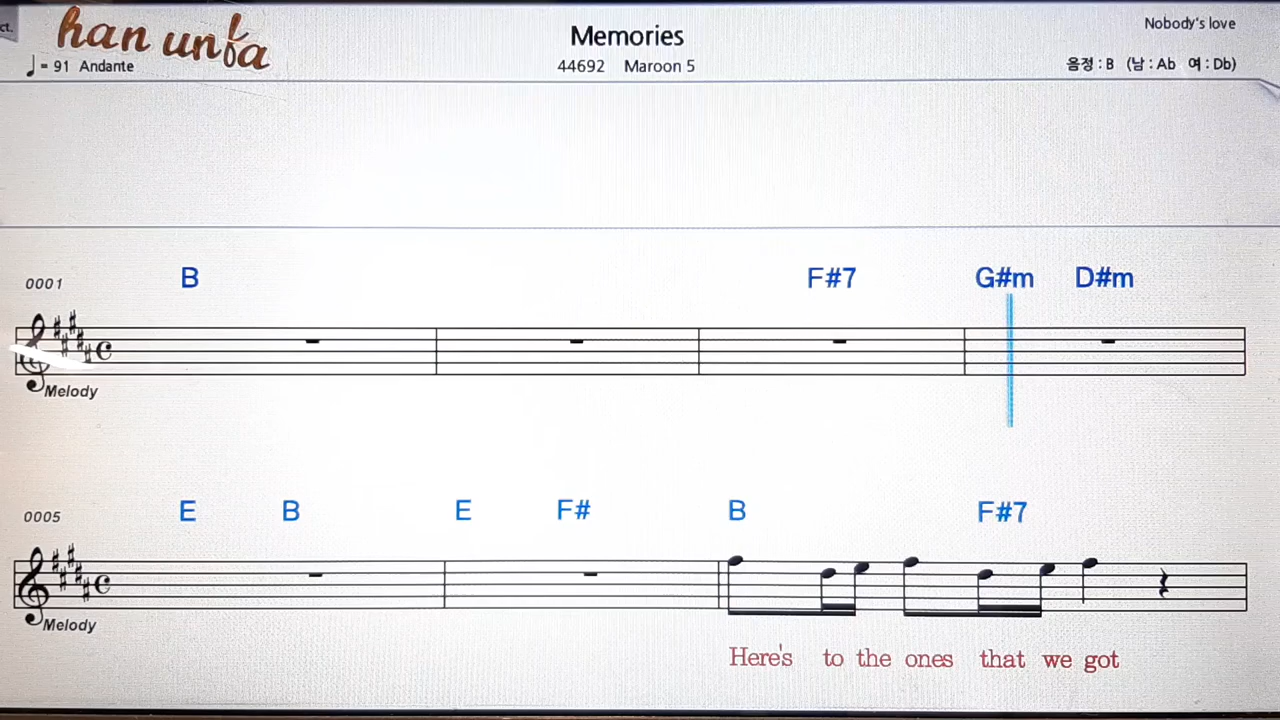 ct.
han unfa
Memories
Nobody's love
♩ = 91 Andante
44692 Maroon 5
음정 : B (남 : Ab 여 : Db)
0001
B F#7 G#m D#m
Melody
0005
E B E F# B F#7
Melody
Here's to the ones that we got